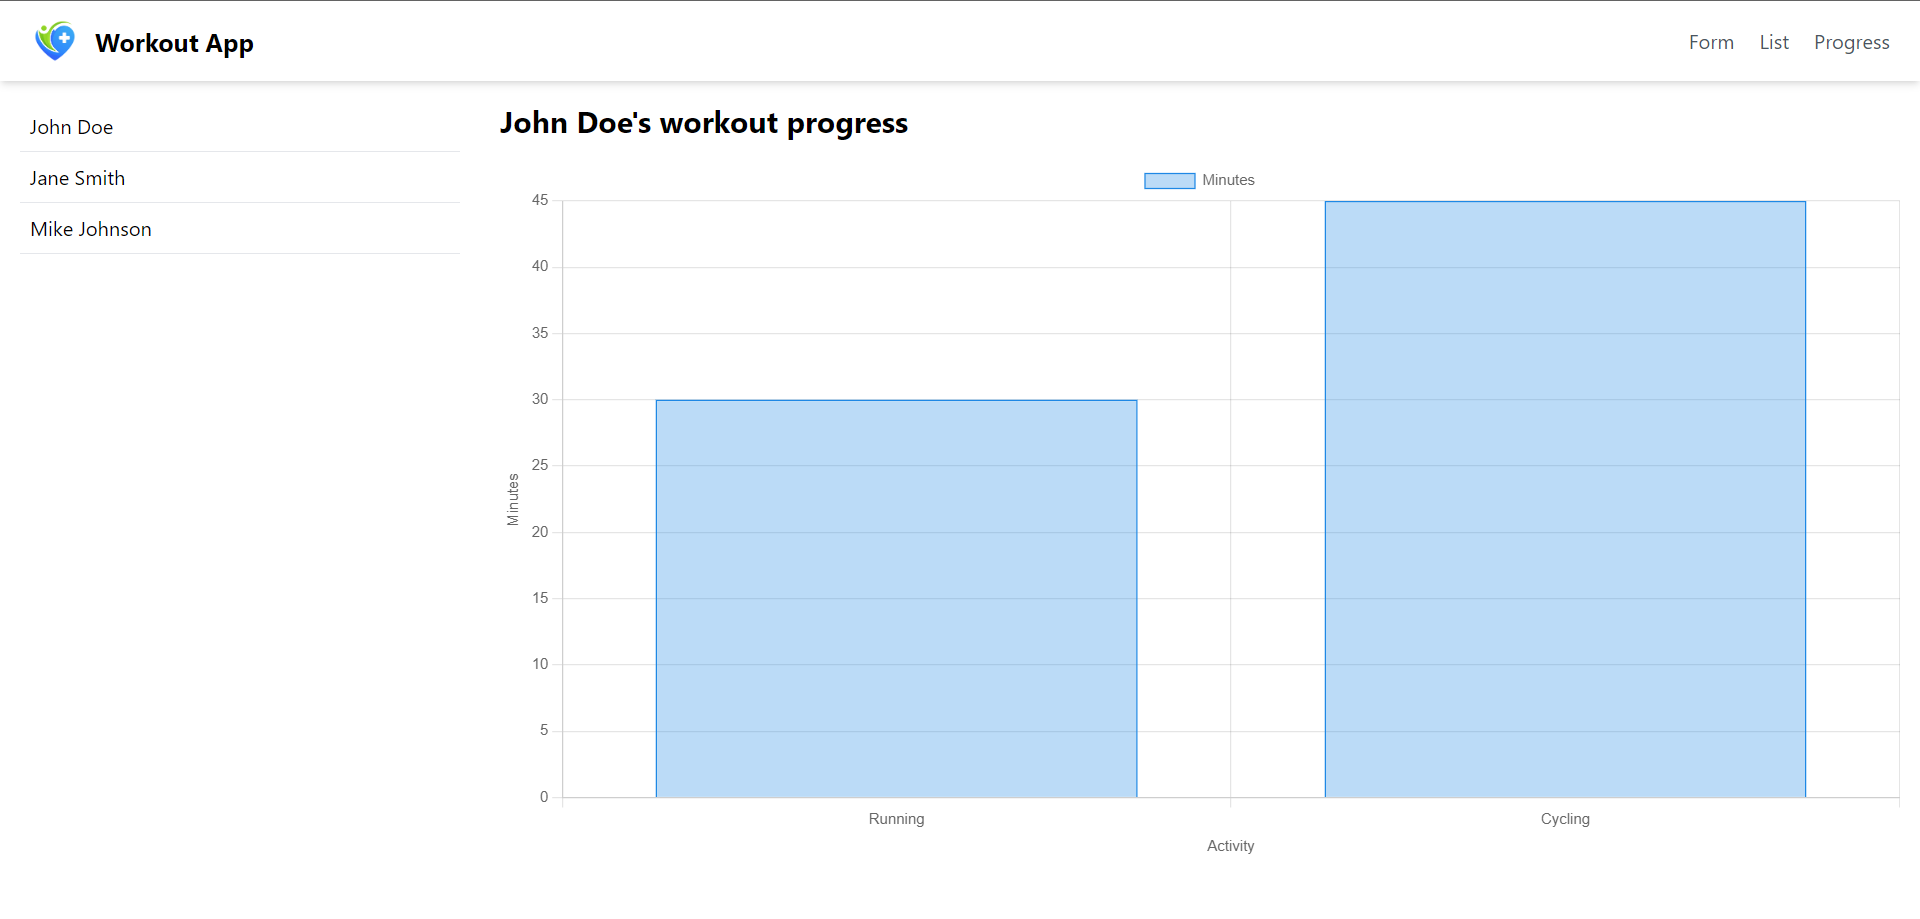 Workout App
Form List Progress
John Doe
Jane Smith
Mike Johnson
John Doe's workout progress
Minutes
45
40
35
30
25
20
15
10
5
0
Minutes
Running Cycling
Activity